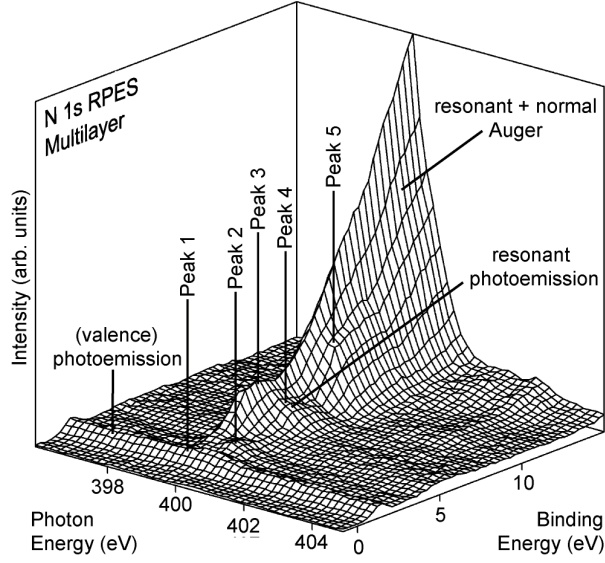 N 1s RPES
Multilayer
resonant + normal
Auger
Peak 5
Peak 3
Peak 4
Peak 2
Peak 1
resonant
photoemission
(valence)
photoemission
Intensity (arb. units)
398
400
402
404
0
5
10
Photon
Energy (eV)
Binding
Energy (eV)